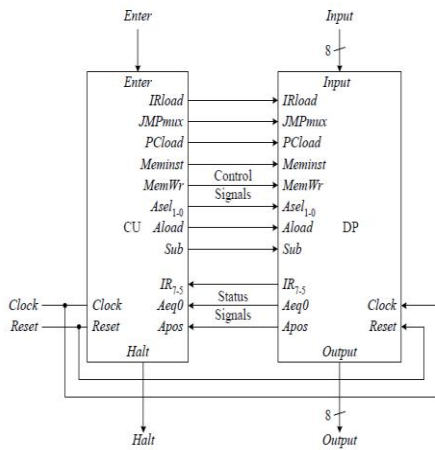 Enter Input
8
Enter Input
IRload IRload
JMPmux JMPmux
PCload PCload
Meminst Meminst
MemWr Control MemWr
Asel1-0 Signals Asel1-0
CU Aload Aload DP
Sub Sub
IR7-5 IR7-5
Clock Clock Aeq0 Status Aeq0 Clock
Reset Reset Apos Signals Apos Reset
Halt Output
8
Halt Output